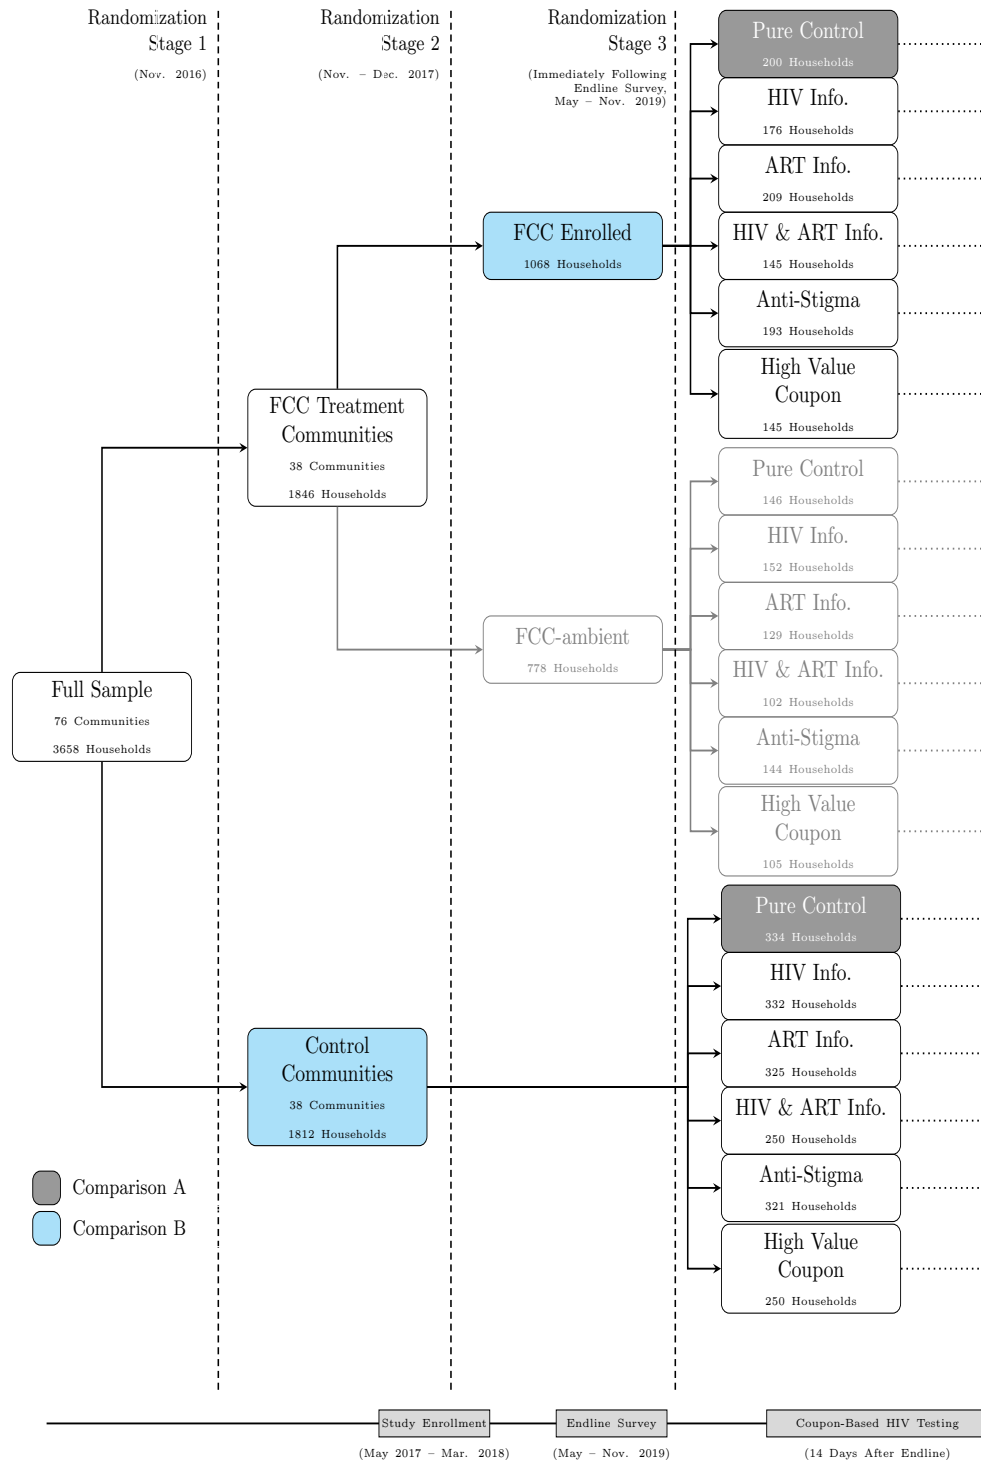 Randomization
Stage 1
(Nov. 2016)
Randomization
Stage 2
(Nov. – Dec. 2017)
Randomization
Stage 3
(Immediately Following
Endline Survey,
May – Nov. 2019)
Pure Control
200 Households
HIV Info.
176 Households
ART Info.
209 Households
HIV & ART Info.
145 Households
Anti-Stigma
193 Households
High Value
Coupon
145 Households
FCC Enrolled
1068 Households
FCC Treatment
Communities
38 Communities
1846 Households
Pure Control
146 Households
HIV Info.
152 Households
ART Info.
129 Households
HIV & ART Info.
102 Households
Anti-Stigma
144 Households
High Value
Coupon
105 Households
FCC-ambient
778 Households
Full Sample
76 Communities
3658 Households
Pure Control
334 Households
HIV Info.
332 Households
ART Info.
325 Households
HIV & ART Info.
250 Households
Anti-Stigma
321 Households
High Value
Coupon
250 Households
Control
Communities
38 Communities
1812 Households
Comparison A
Comparison B
Study Enrollment
(May 2017 – Mar. 2018)
Endline Survey
(May – Nov. 2019)
Coupon-Based HIV Testing
(14 Days After Endline)